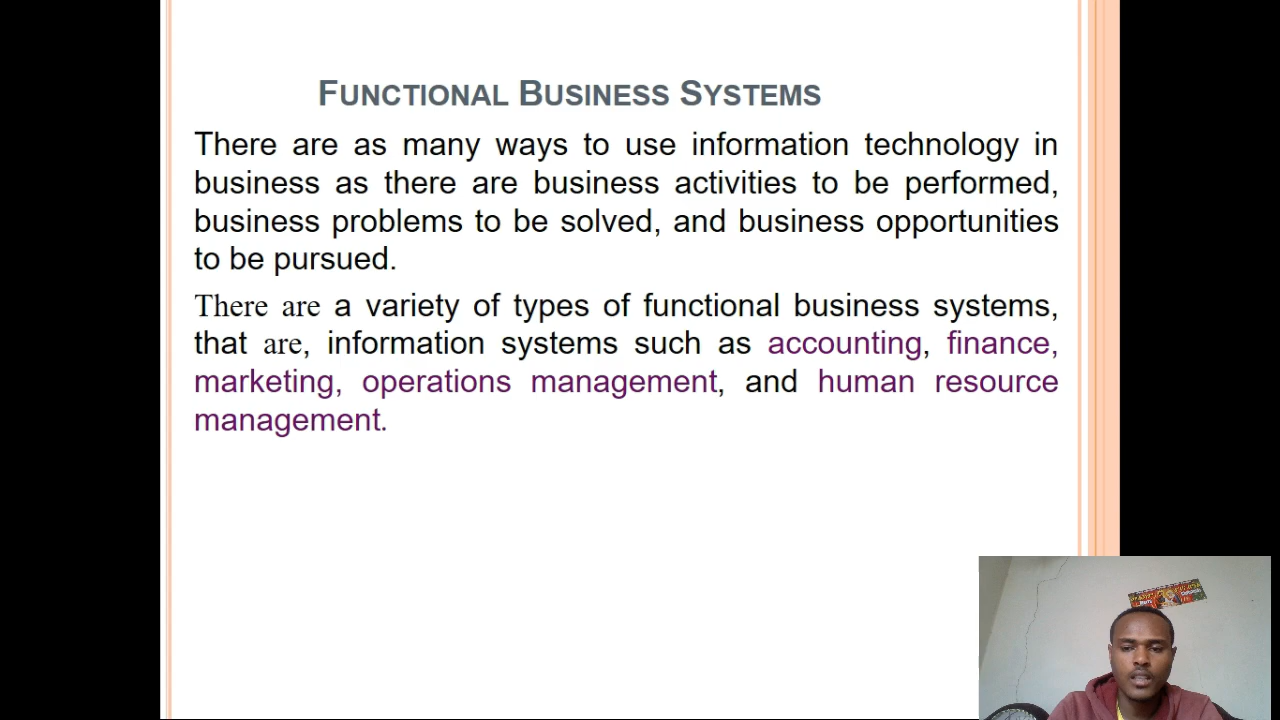 FUNCTIONAL BUSINESS SYSTEMS
There are as many ways to use information technology in
business as there are business activities to be performed,
business problems to be solved, and business opportunities
to be pursued.
There are a variety of types of functional business systems,
that are, information systems such as accounting, finance,
marketing, operations management, and human resource
management.